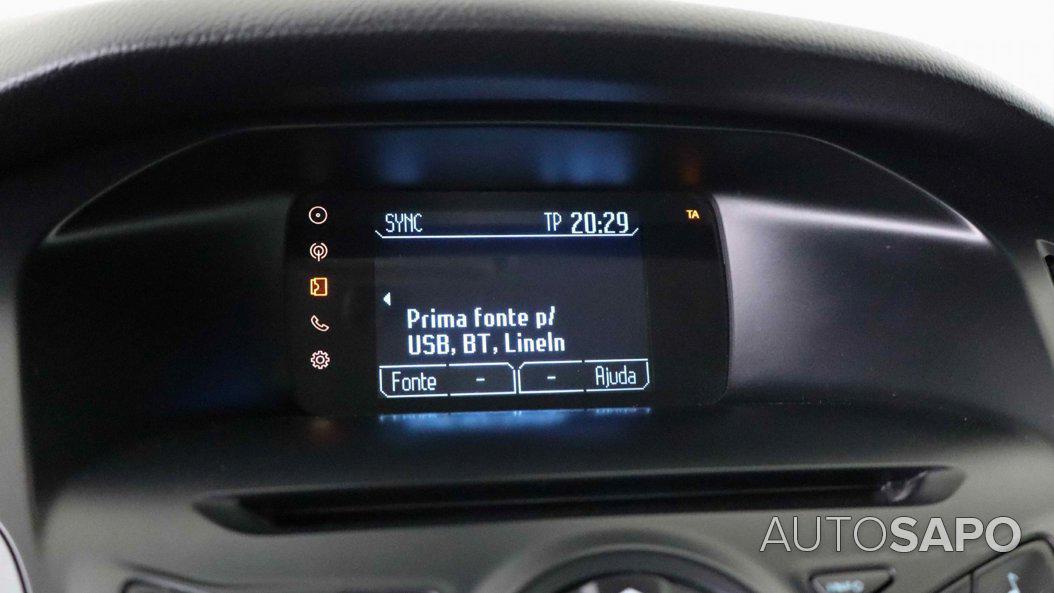 SYNC TP 20:29 TA
Prima fonte p/
USB, BT, LineIn
Fonte - - Ajuda
AUTOSAPO